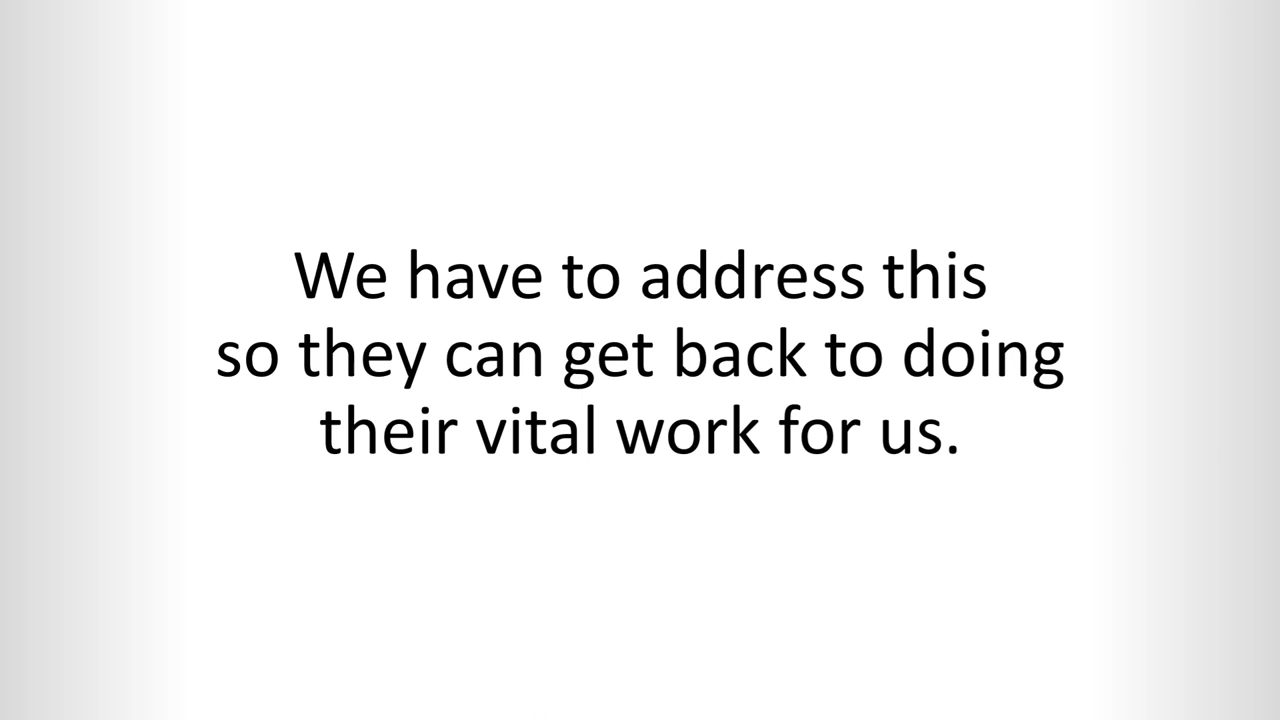 We have to address this
so they can get back to doing
their vital work for us.